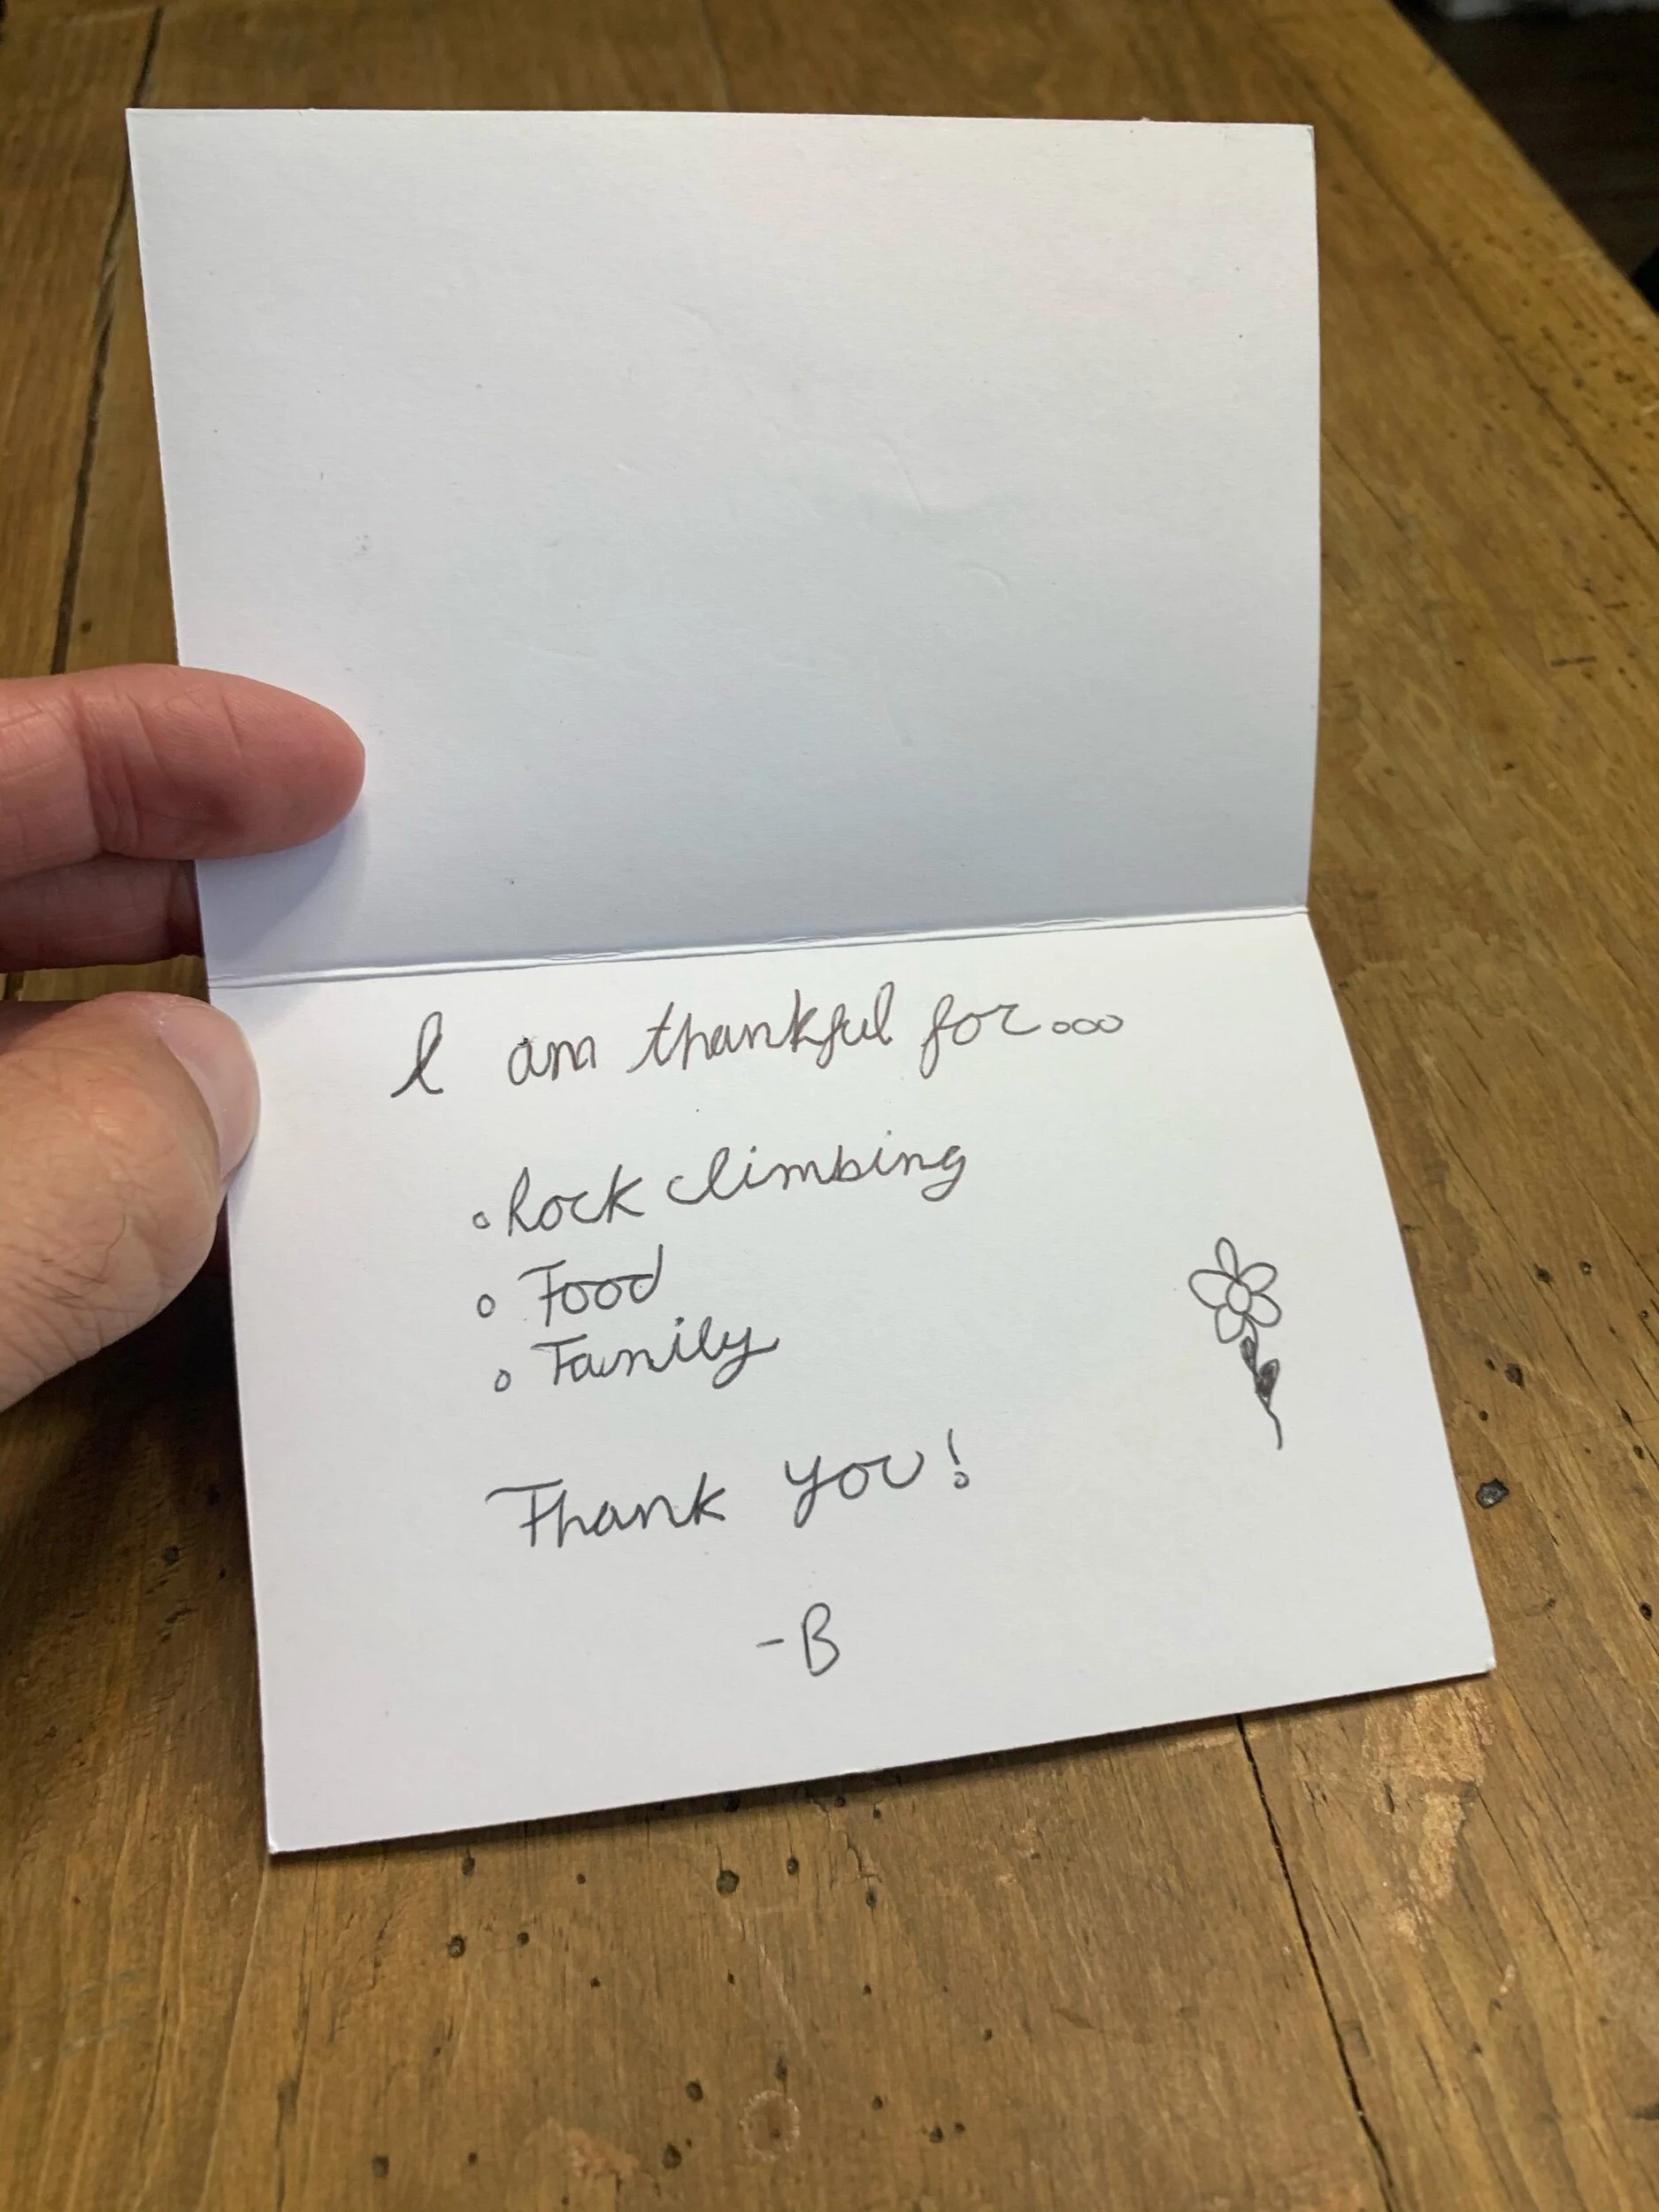 I am thankful for...
◦ Rock climbing
◦ Food
◦ Family
Thank you!
-B